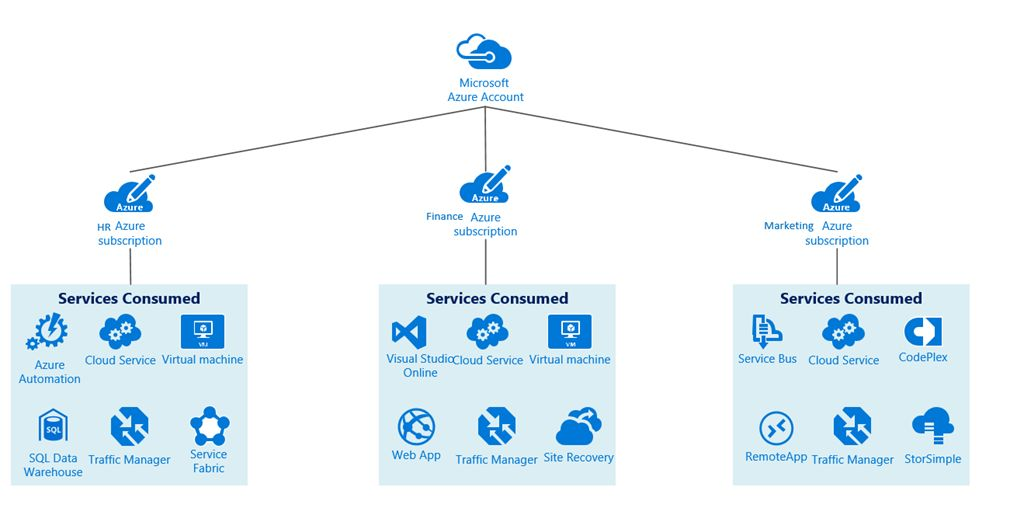 Microsoft
Azure Account
Azure
HR Azure
subscription
Azure
Finance Azure
subscription
Azure
Marketing Azure
subscription
Services Consumed
Azure
Automation
Cloud Service
Virtual machine
SQL
SQL Data
Warehouse
Traffic Manager
Service
Fabric
Services Consumed
Visual Studio
Online
Cloud Service
VM
Virtual machine
Web App
Traffic Manager
Site Recovery
Services Consumed
Service Bus
Cloud Service
CodePlex
RemoteApp
Traffic Manager
StorSimple